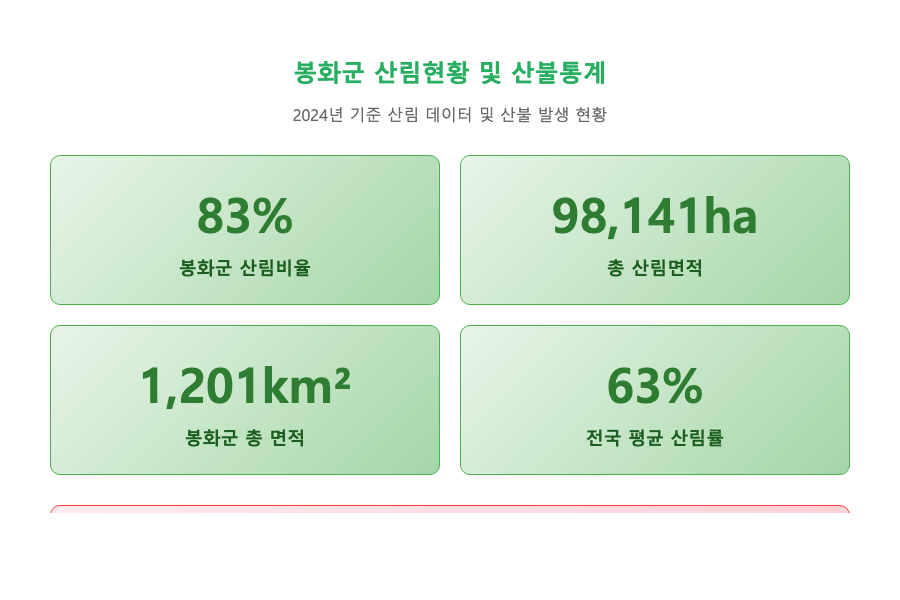 봉화군 산림현황 및 산불통계
2024년 기준 산림 데이터 및 산불 발생 현황
83%
봉화군 산림비율
98,141ha
총 산림면적
1,201km²
봉화군 총 면적
63%
전국 평균 산림률